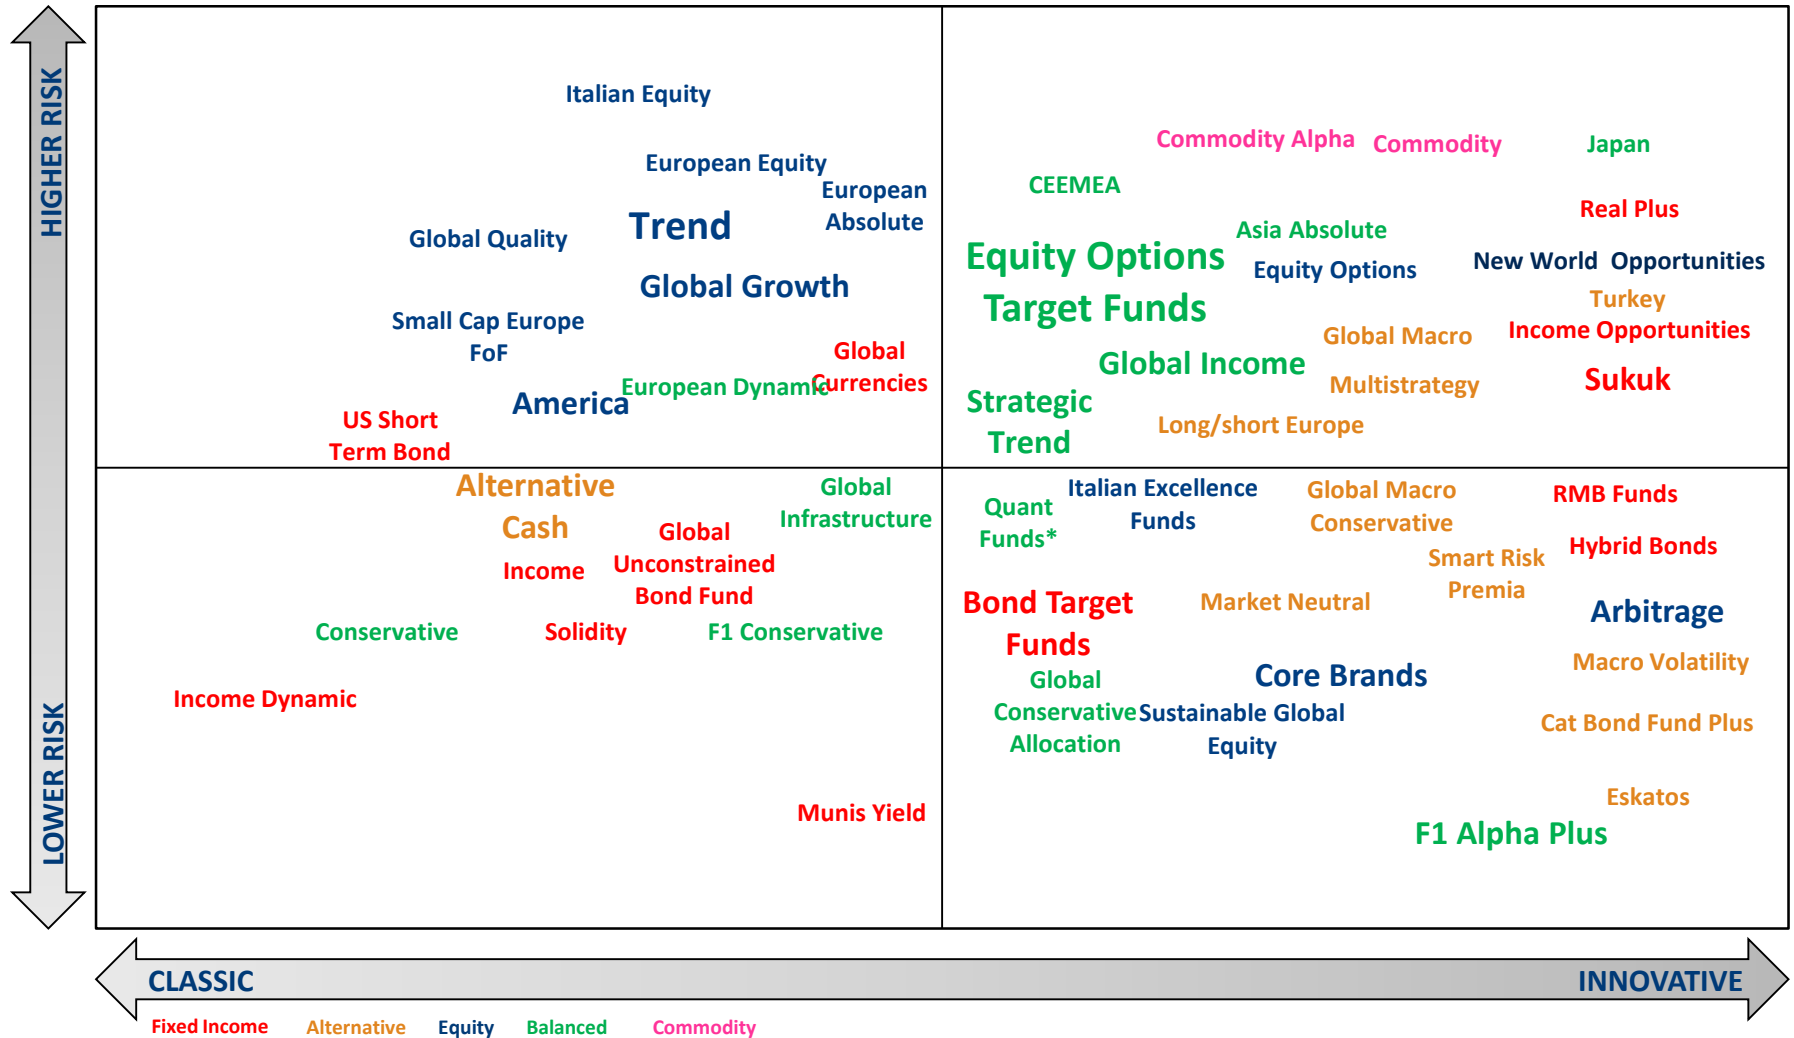 HIGHER RISK
LOWER RISK
Italian Equity
European Equity
European
Absolute
Trend
Global Quality
Global Growth
Small Cap Europe
FoF
Global
Currencies
European Dynamic
America
US Short
Term Bond
Commodity Alpha
Commodity
Japan
CEEMEA
Real Plus
Asia Absolute
Equity Options
Equity Options
New World  Opportunities
Target Funds
Turkey
Global Macro
Income Opportunities
Global Income
Multistrategy
Sukuk
Strategic
Trend
Long/short Europe
Alternative
Cash
Global
Infrastructure
Global
Unconstrained
Bond Fund
Income
Conservative
Solidity
F1 Conservative
Income Dynamic
Munis Yield
Quant
Funds*
Italian Excellence
Funds
Global Macro
Conservative
RMB Funds
Hybrid Bonds
Smart Risk
Premia
Bond Target
Funds
Market Neutral
Arbitrage
Global
Conservative
Allocation
Core Brands
Macro Volatility
Sustainable Global
Equity
Cat Bond Fund Plus
Eskatos
F1 Alpha Plus
CLASSIC
INNOVATIVE
Fixed Income
Alternative
Equity
Balanced
Commodity